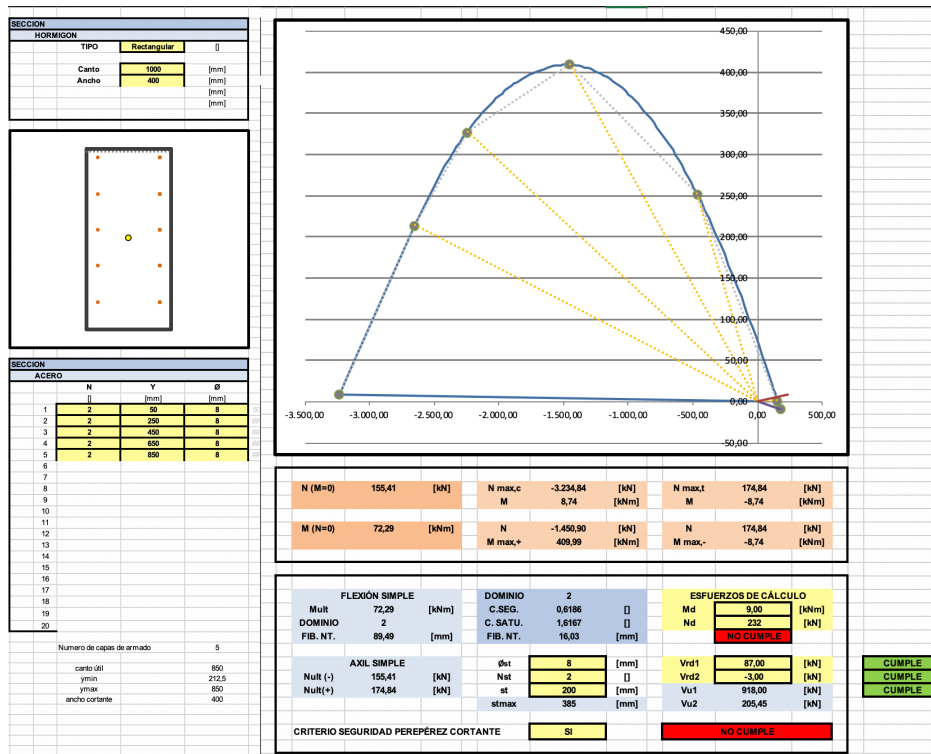 SECCION
HORMIGON
TIPO Rectangular []
Canto 1000 [mm]
Ancho 400 [mm]
[mm]
[mm]
450,00
400,00
350,00
300,00
250,00
200,00
150,00
100,00
50,00
0,00
-50,00
-3.500,00 -3.000,00 -2.500,00 -2.000,00 -1.500,00 -1.000,00 -500,00 0,00 500,00
SECCION
ACERO
N Y Ø
[] [mm] [mm]
1 2 50 8
2 2 250 8
3 2 450 8
4 2 650 8
5 2 850 8
6
7
8
9
10
11
12
13
14
15
16
17
18
19
20
Numero de capas de armado 5
canto útil 850
ymin 212,5
ymax 850
ancho cortante 400
N (M=0) 155,41 [kN] N max,c -3.234,84 [kN] N max,t 174,84 [kN]
M 8,74 [kNm] M -8,74 [kNm]
M (N=0) 72,29 [kNm] N -1.450,90 [kN] N 174,84 [kN]
M max,+ 409,99 [kNm] M max,- -8,74 [kNm]
FLEXIÓN SIMPLE DOMINIO 2 ESFUERZOS DE CÁLCULO
Mult 72,29 [kNm] C.SEG. 0,6186 [] Md 9,00 [kNm]
DOMINIO 2 C. SATU. 1,6167 [] Nd 232 [kN]
FIB. NT. 89,49 [mm] FIB. NT. 16,03 [mm] NO CUMPLE
AXIL SIMPLE Øst 8 [mm] Vrd1 87,00 [kN] CUMPLE
Nult (-) 155,41 [kN] Nst 2 [] Vrd2 -3,00 [kN] CUMPLE
Nult(+) 174,84 [kN] st 200 [mm] Vu1 918,00 [kN] CUMPLE
stmax 385 [mm] Vu2 205,45 [kN]
CRITERIO SEGURIDAD PEREPÉREZ CORTANTE SI NO CUMPLE